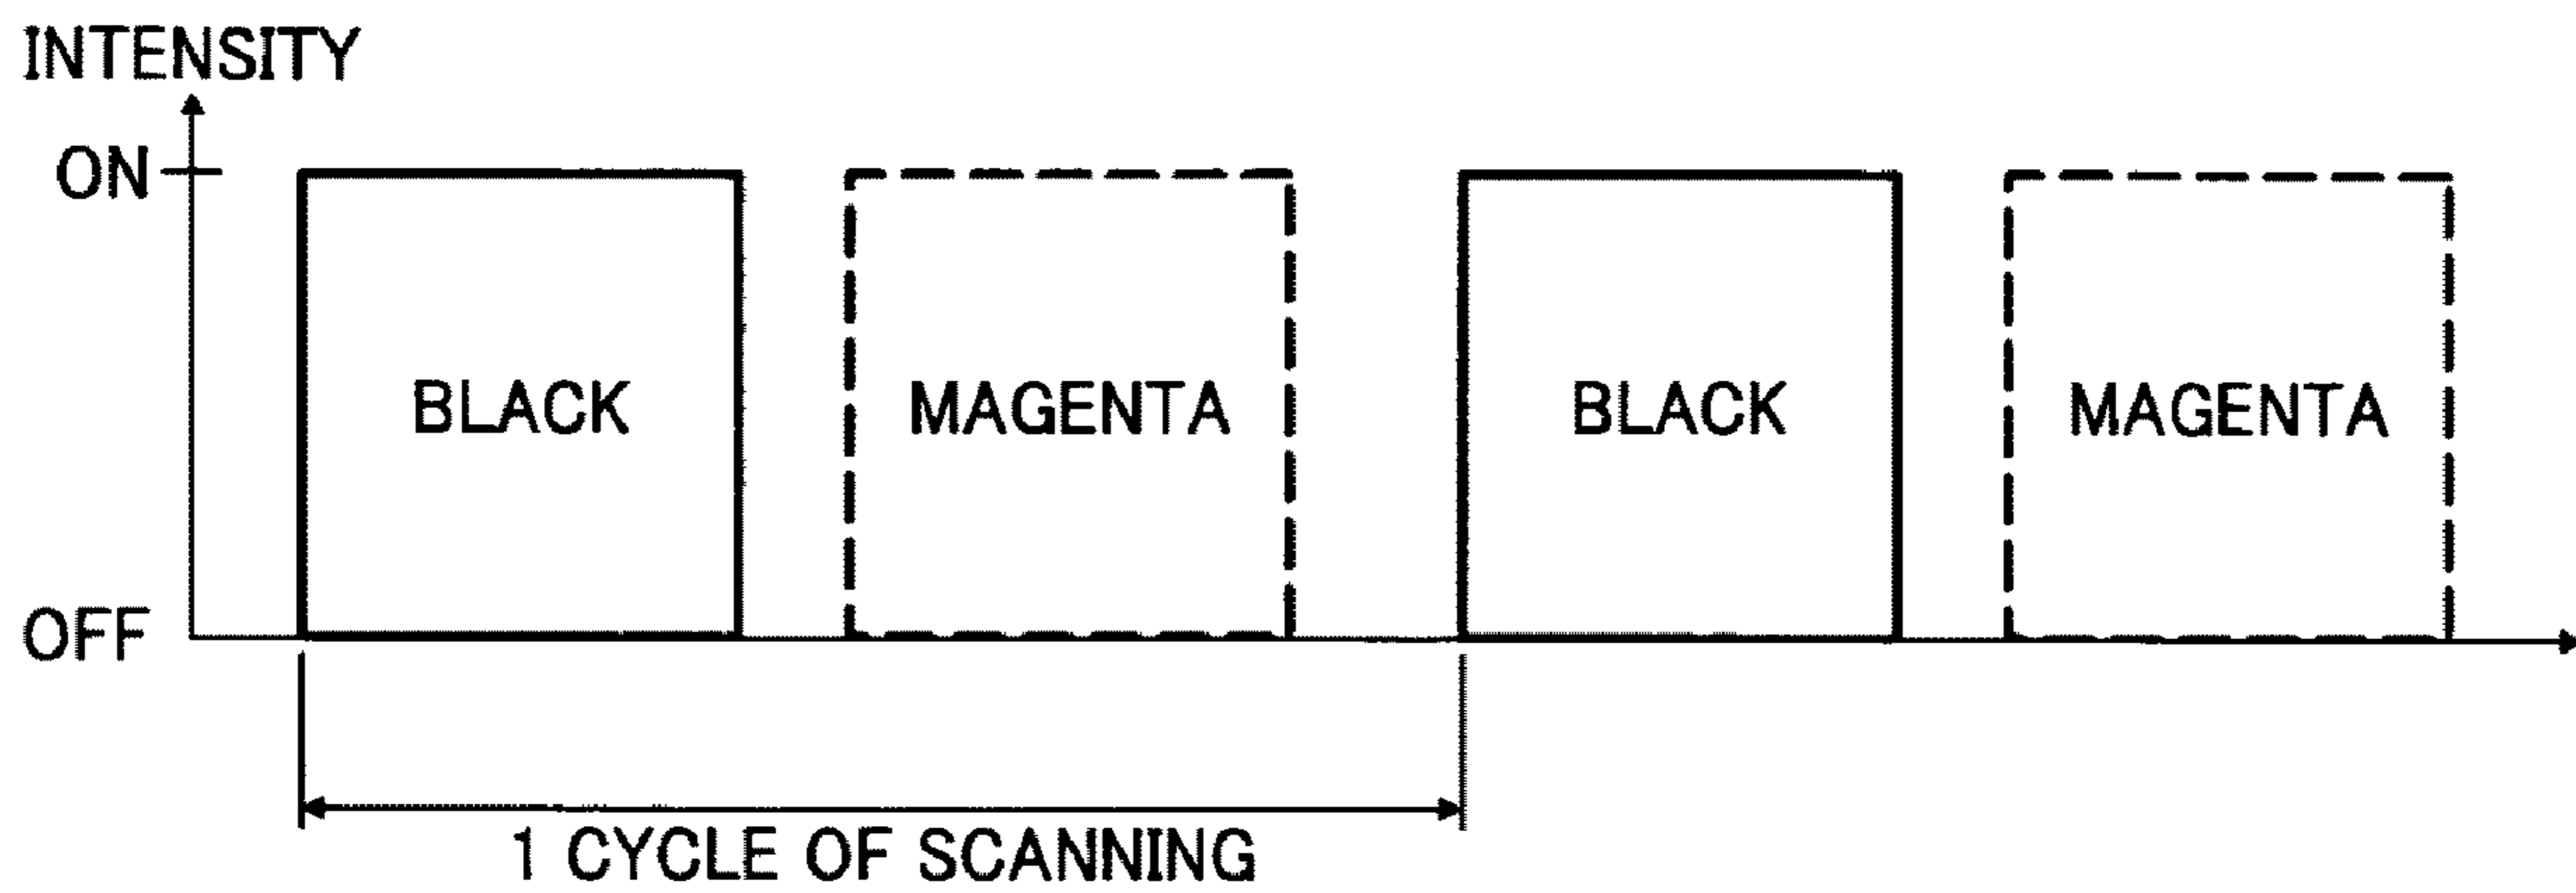 INTENSITY
ON
BLACK MAGENTA BLACK MAGENTA
OFF
1 CYCLE OF SCANNING